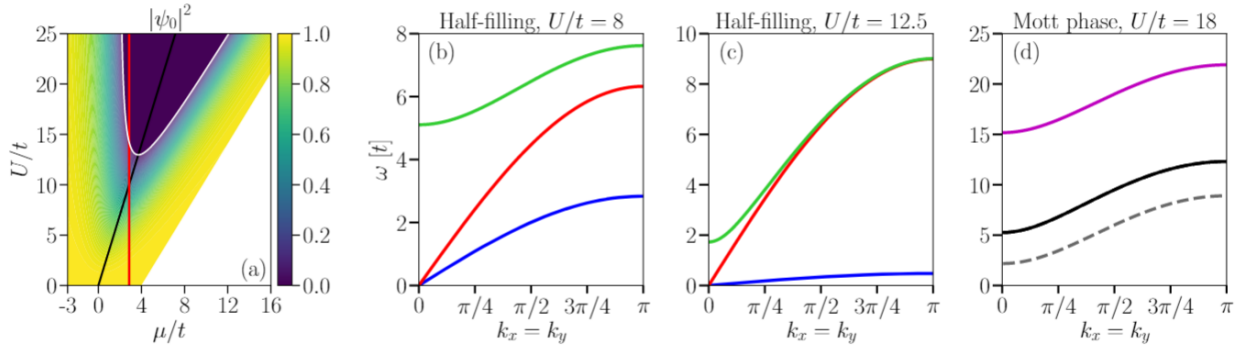 |ψ₀|²
25
20
15
10
5
0
U/t
-3 0 4 8 12 16
μ/t
(a)
1.0
0.8
0.6
0.4
0.2
0.0
Half-filling, U/t = 8
(b)
8
6
4
2
0
ω [t]
0 π/4 π/2 3π/4 π
kₓ = k_y
Half-filling, U/t = 12.5
(c)
10
8
6
4
2
0
0 π/4 π/2 3π/4 π
kₓ = k_y
Mott phase, U/t = 18
(d)
25
20
15
10
5
0
0 π/4 π/2 3π/4 π
kₓ = k_y